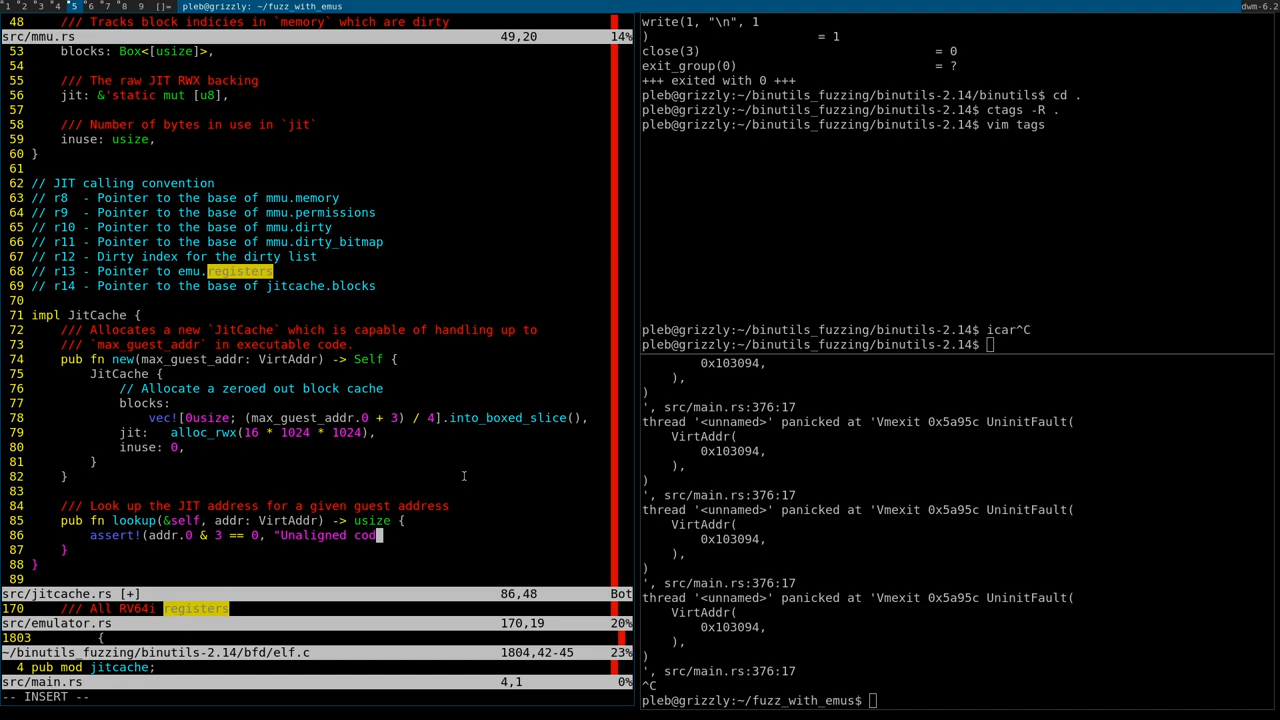 1 2 3 4 5 6 7 8 9 []= pleb@grizzly: ~/fuzz_with_emus dwm-6.2
48 /// Tracks block indicies in `memory` which are dirty
src/mmu.rs 49,20 14%
53 blocks: Box<[usize]>,
54
55 /// The raw JIT RWX backing
56 jit: &'static mut [u8],
57
58 /// Number of bytes in use in `jit`
59 inuse: usize,
60 }
61
62 // JIT calling convention
63 // r8  - Pointer to the base of mmu.memory
64 // r9  - Pointer to the base of mmu.permissions
65 // r10 - Pointer to the base of mmu.dirty
66 // r11 - Pointer to the base of mmu.dirty_bitmap
67 // r12 - Dirty index for the dirty list
68 // r13 - Pointer to emu.registers
69 // r14 - Pointer to the base of jitcache.blocks
70
71 impl JitCache {
72 /// Allocates a new `JitCache` which is capable of handling up to
73 /// `max_guest_addr` in executable code.
74 pub fn new(max_guest_addr: VirtAddr) -> Self {
75 JitCache {
76 // Allocate a zeroed out block cache
77 blocks:
78 vec![0usize; (max_guest_addr.0 + 3) / 4].into_boxed_slice(),
79 jit:   alloc_rwx(16 * 1024 * 1024),
80 inuse: 0,
81 }
82 }
83
84 /// Look up the JIT address for a given guest address
85 pub fn lookup(&self, addr: VirtAddr) -> usize {
86 assert!(addr.0 & 3 == 0, "Unaligned cod
87 }
88 }
89
src/jitcache.rs [+] 86,48 Bot
170 /// All RV64i registers
src/emulator.rs 170,19 20%
1803 {
~/binutils_fuzzing/binutils-2.14/bfd/elf.c 1804,42-45 23%
4 pub mod jitcache;
src/main.rs 4,1 0%
-- INSERT --
write(1, "\n", 1
) = 1
close(3) = 0
exit_group(0) = ?
+++ exited with 0 +++
pleb@grizzly:~/binutils_fuzzing/binutils-2.14/binutils$ cd .
pleb@grizzly:~/binutils_fuzzing/binutils-2.14$ ctags -R .
pleb@grizzly:~/binutils_fuzzing/binutils-2.14$ vim tags
pleb@grizzly:~/binutils_fuzzing/binutils-2.14$ icar^C
pleb@grizzly:~/binutils_fuzzing/binutils-2.14$
0x103094,
),
)
', src/main.rs:376:17
thread '<unnamed>' panicked at 'Vmexit 0x5a95c UninitFault(
VirtAddr(
0x103094,
),
)
', src/main.rs:376:17
thread '<unnamed>' panicked at 'Vmexit 0x5a95c UninitFault(
VirtAddr(
0x103094,
),
)
', src/main.rs:376:17
thread '<unnamed>' panicked at 'Vmexit 0x5a95c UninitFault(
VirtAddr(
0x103094,
),
)
', src/main.rs:376:17
^C
pleb@grizzly:~/fuzz_with_emus$